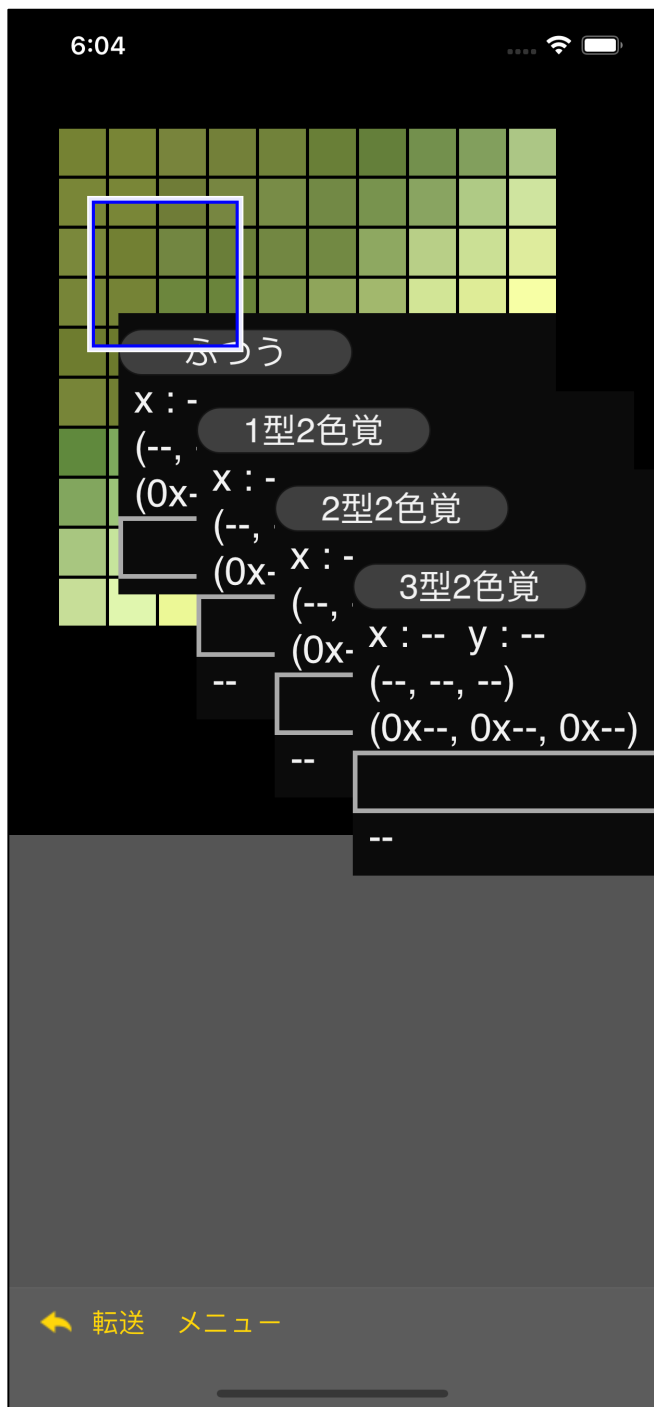 6:04
ふつう
x : -
(--,
(0x-
1型2色覚
x : -
(--,
(0x-
--
2型2色覚
x : -
(--,
(0x-
--
3型2色覚
x : -- y : --
(--, --, --)
(0x--, 0x--, 0x--)
--
転送 メニュー